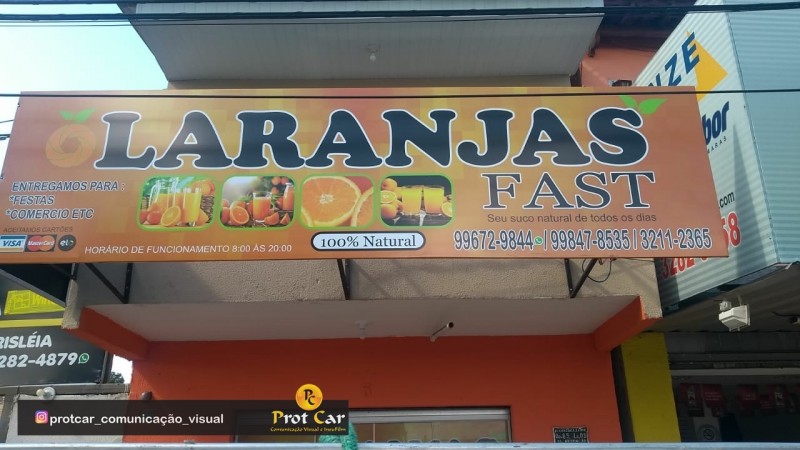 LARANJAS
FAST
Seu suco natural de todos os dias
ENTREGAMOS PARA :
*FESTAS
*COMERCIO ETC
ACEITAMOS CARTÕES
VISA MasterCard elo
HORÁRIO DE FUNCIONAMENTO 8:00 ÀS 20:00
100% Natural
99672-9844 / 99847-8535 / 3211-2365
RISLÉIA
282-4879
protcar_comunicação_visual
PC
Prot Car
Comunicação Visual e Insulfilm